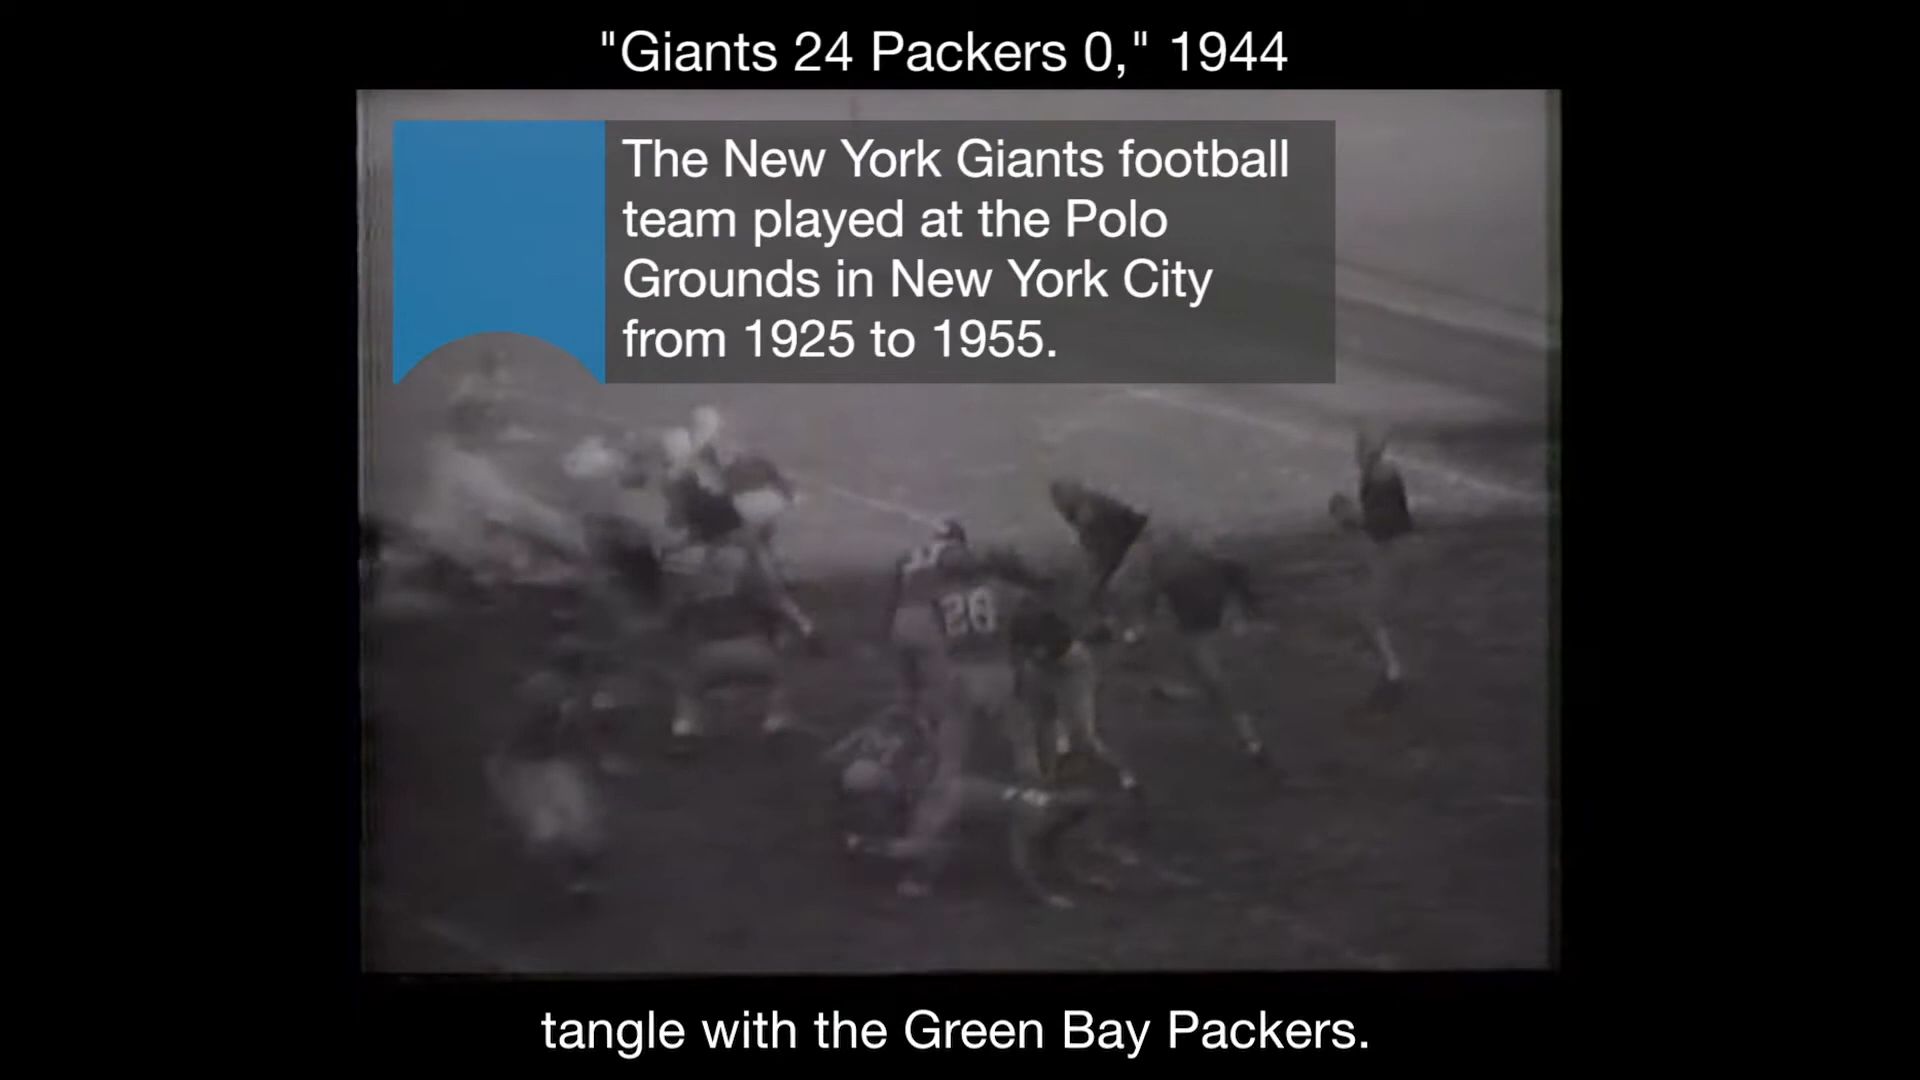 "Giants 24 Packers 0," 1944
The New York Giants football
team played at the Polo
Grounds in New York City
from 1925 to 1955.
26
tangle with the Green Bay Packers.